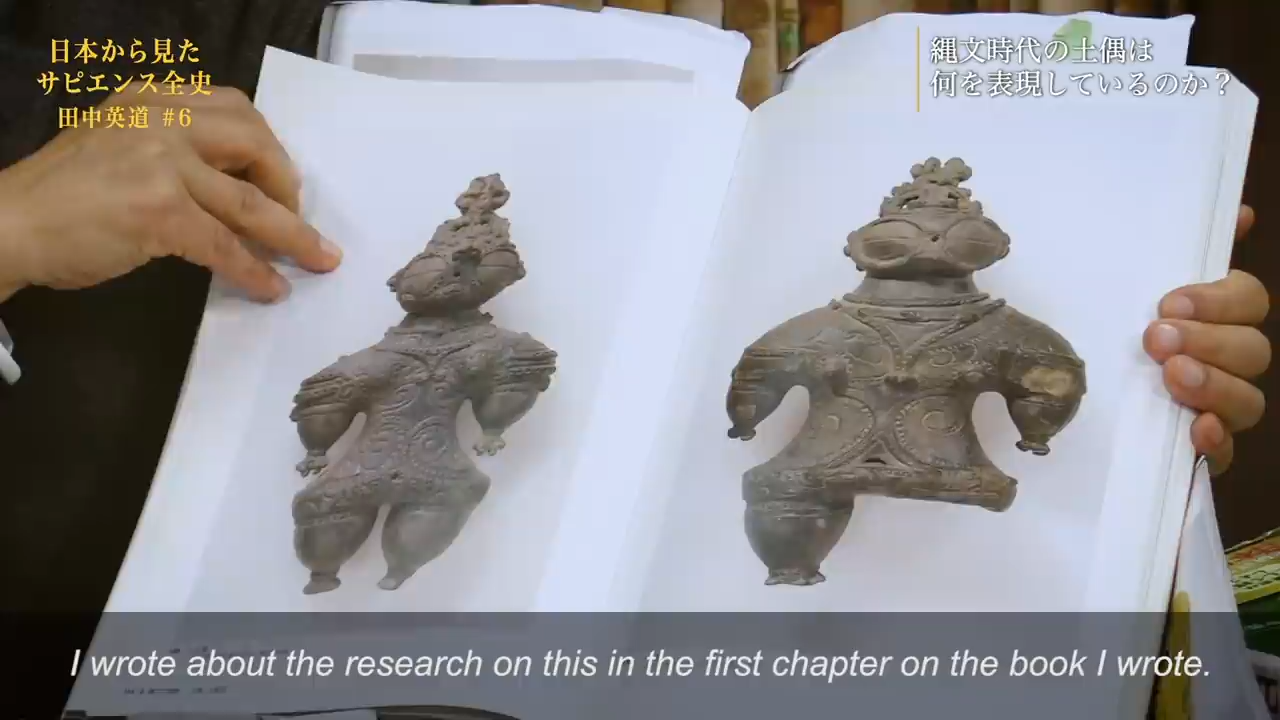 日本から見た
サピエンス全史
田中英道 #6
縄文時代の土偶は
何を表現しているのか？
I wrote about the research on this in the first chapter on the book I wrote.